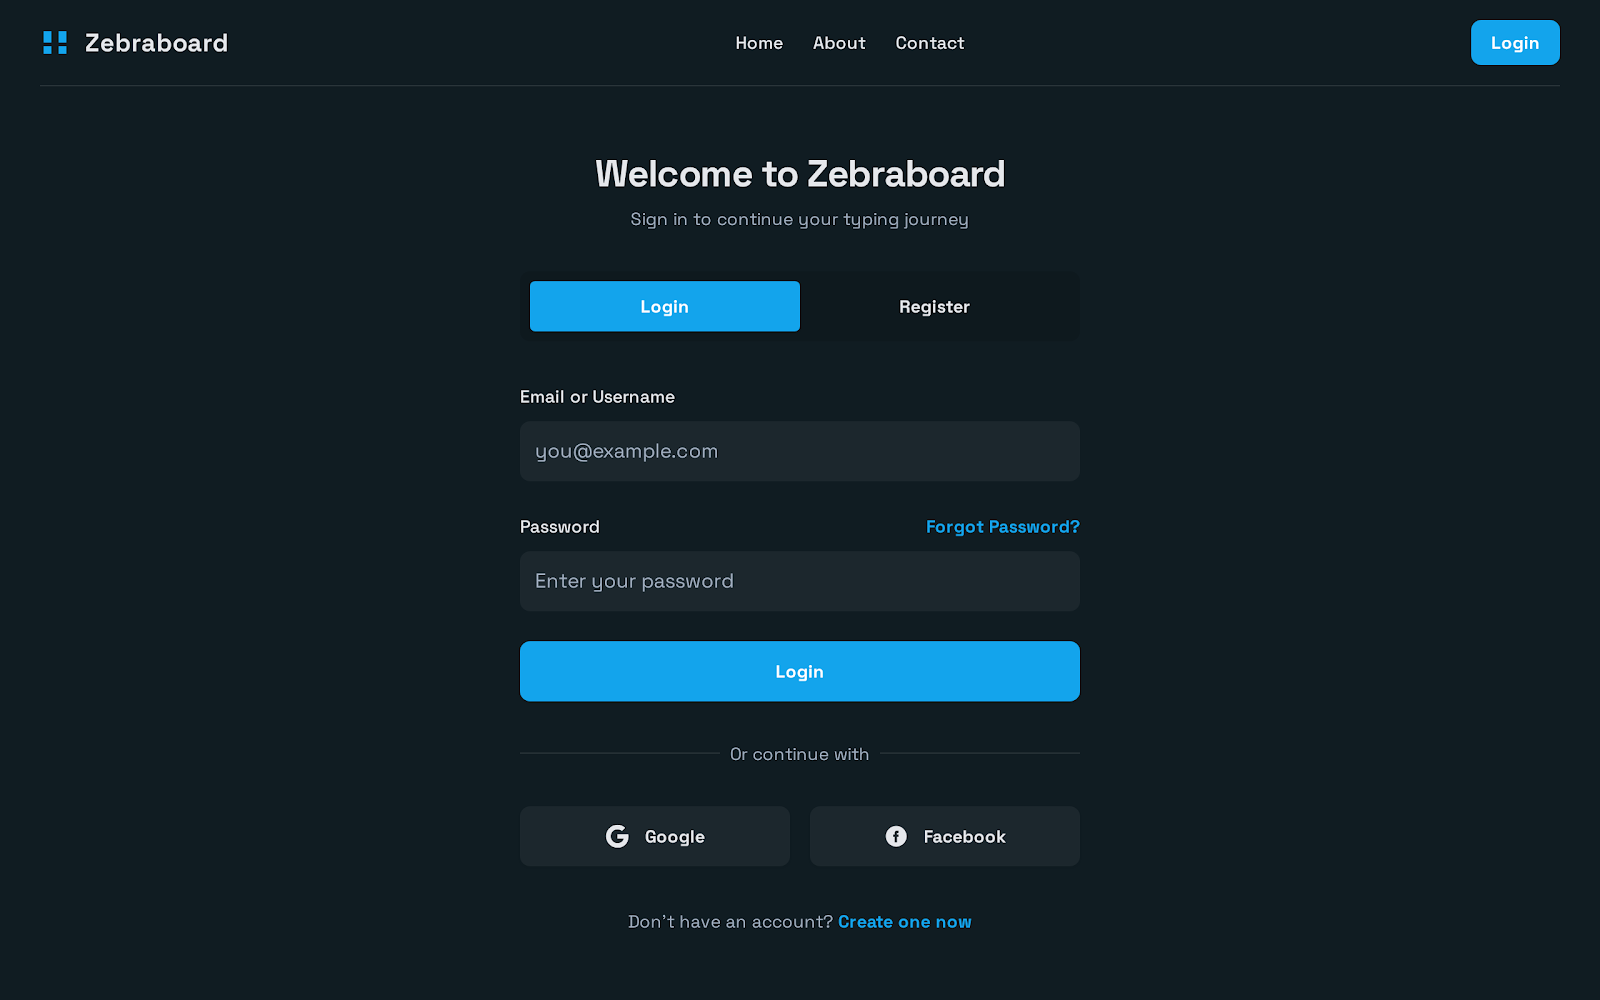 Zebraboard
Home About Contact
Login
Welcome to Zebraboard
Sign in to continue your typing journey
Login Register
Email or Username
you@example.com
Password Forgot Password?
Enter your password
Login
Or continue with
Google Facebook
Don't have an account? Create one now